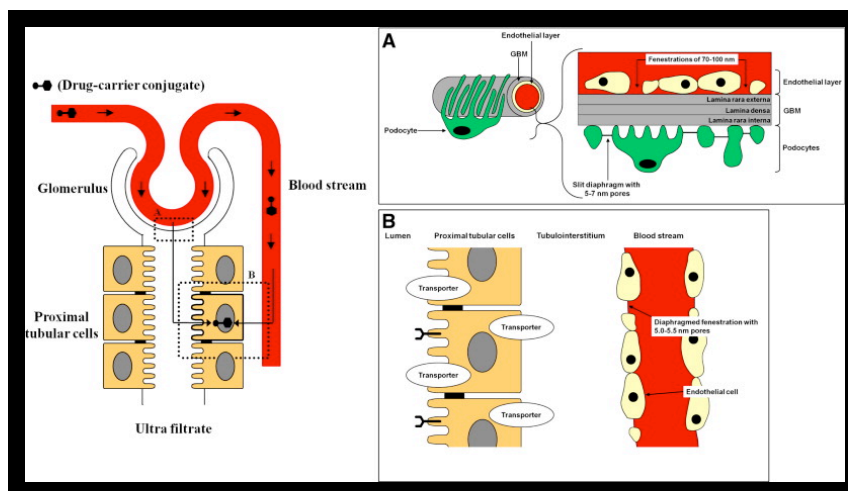 (Drug-carrier conjugate)
Glomerulus
Blood stream
A
B
Proximal
tubular cells
Ultra filtrate
A
Endothelial layer
GBM
Podocyte
Fenestrations of 70-100 nm
Endothelial layer
Lamina rara externa
Lamina densa
Lamina rara interna
GBM
Podocytes
Slit diaphragm with
5-7 nm pores
B
Lumen Proximal tubular cells Tubulointerstitium Blood stream
Transporter
Transporter
Transporter
Transporter
Diaphragmed fenestration with
5.0-5.5 nm pores
Endothelial cell